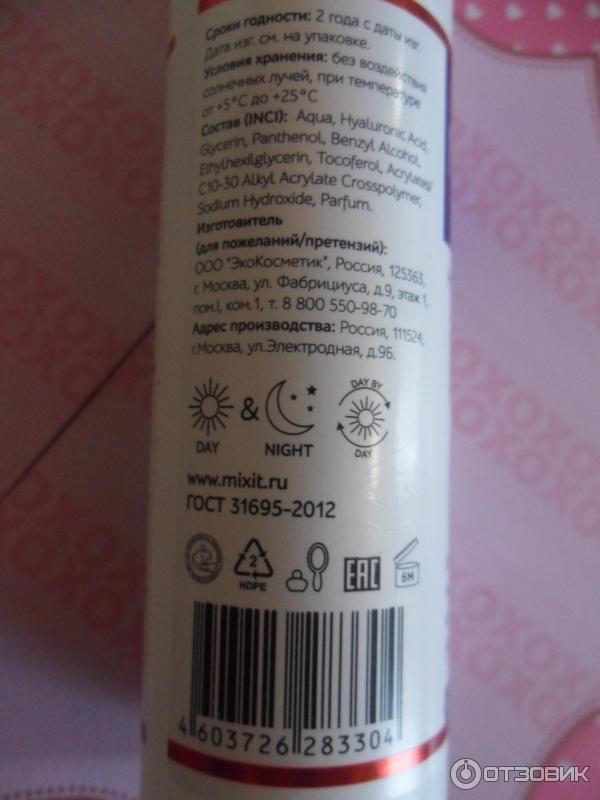 Сроки годности: 2 года с даты изг.
Дата изг. см. на упаковке.
Условия хранения: без воздействия
солнечных лучей, при температуре
от +5°C до +25°C
Состав (INCI): Aqua, Hyaluronic Acid,
Glycerin, Panthenol, Benzyl Alcohol,
Ethylhexilglycerin, Tocoferol, Acrylates/
C10-30 Alkyl Acrylate Crosspolymer,
Sodium Hydroxide, Parfum.
Изготовитель
(для пожеланий/претензий):
ООО "ЭкоКосметик", Россия, 125363,
г. Москва, ул. Фабрициуса, д.9, этаж 1,
пом.I, ком.1, т. 8 800 550-98-70
Адрес производства: Россия, 111524,
г.Москва, ул.Электродная, д.9Б.
DAY & NIGHT
DAY BY DAY
www.mixit.ru
ГОСТ 31695-2012
2
HDPE
EAC
6M
4 603726 283304
ОТЗОВИК
XOXOXO